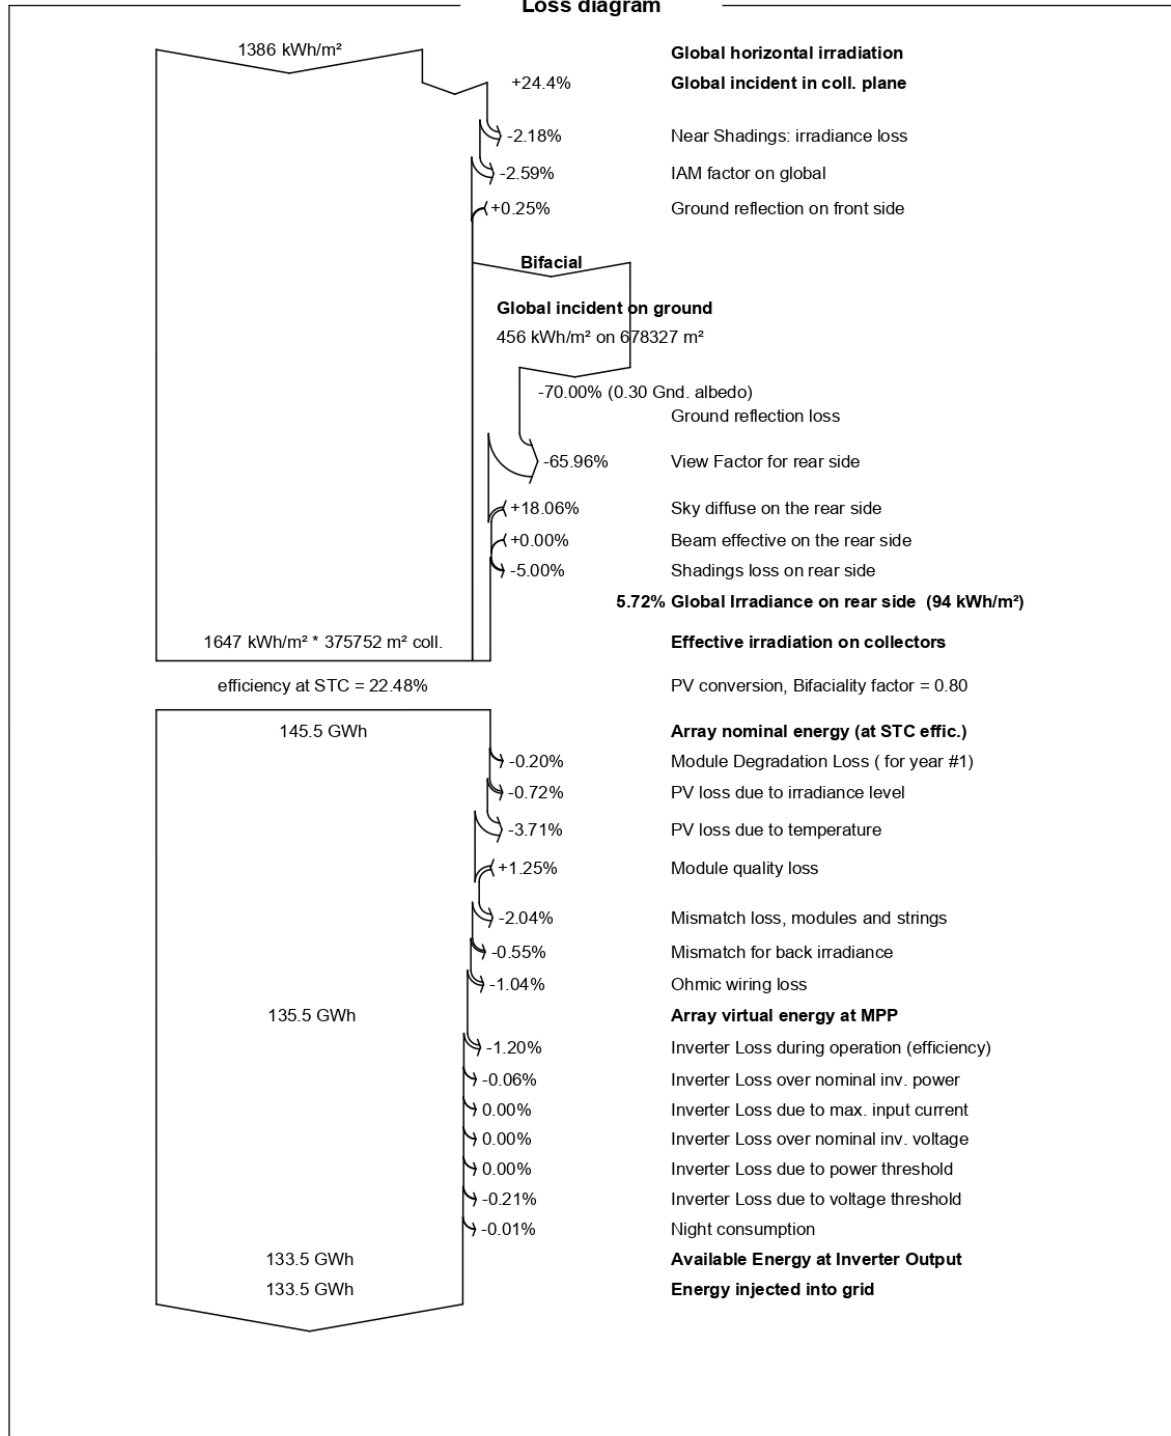 Loss diagram
1386 kWh/m² Global horizontal irradiation
+24.4% Global incident in coll. plane
-2.18% Near Shadings: irradiance loss
-2.59% IAM factor on global
+0.25% Ground reflection on front side
Bifacial
Global incident on ground
456 kWh/m² on 678327 m²
-70.00% (0.30 Gnd. albedo)
Ground reflection loss
-65.96% View Factor for rear side
+18.06% Sky diffuse on the rear side
+0.00% Beam effective on the rear side
-5.00% Shadings loss on rear side
5.72% Global Irradiance on rear side (94 kWh/m²)
1647 kWh/m² * 375752 m² coll. Effective irradiation on collectors
efficiency at STC = 22.48% PV conversion, Bifaciality factor = 0.80
145.5 GWh Array nominal energy (at STC effic.)
-0.20% Module Degradation Loss ( for year #1)
-0.72% PV loss due to irradiance level
-3.71% PV loss due to temperature
+1.25% Module quality loss
-2.04% Mismatch loss, modules and strings
-0.55% Mismatch for back irradiance
-1.04% Ohmic wiring loss
135.5 GWh Array virtual energy at MPP
-1.20% Inverter Loss during operation (efficiency)
-0.06% Inverter Loss over nominal inv. power
0.00% Inverter Loss due to max. input current
0.00% Inverter Loss over nominal inv. voltage
0.00% Inverter Loss due to power threshold
-0.21% Inverter Loss due to voltage threshold
-0.01% Night consumption
133.5 GWh Available Energy at Inverter Output
133.5 GWh Energy injected into grid